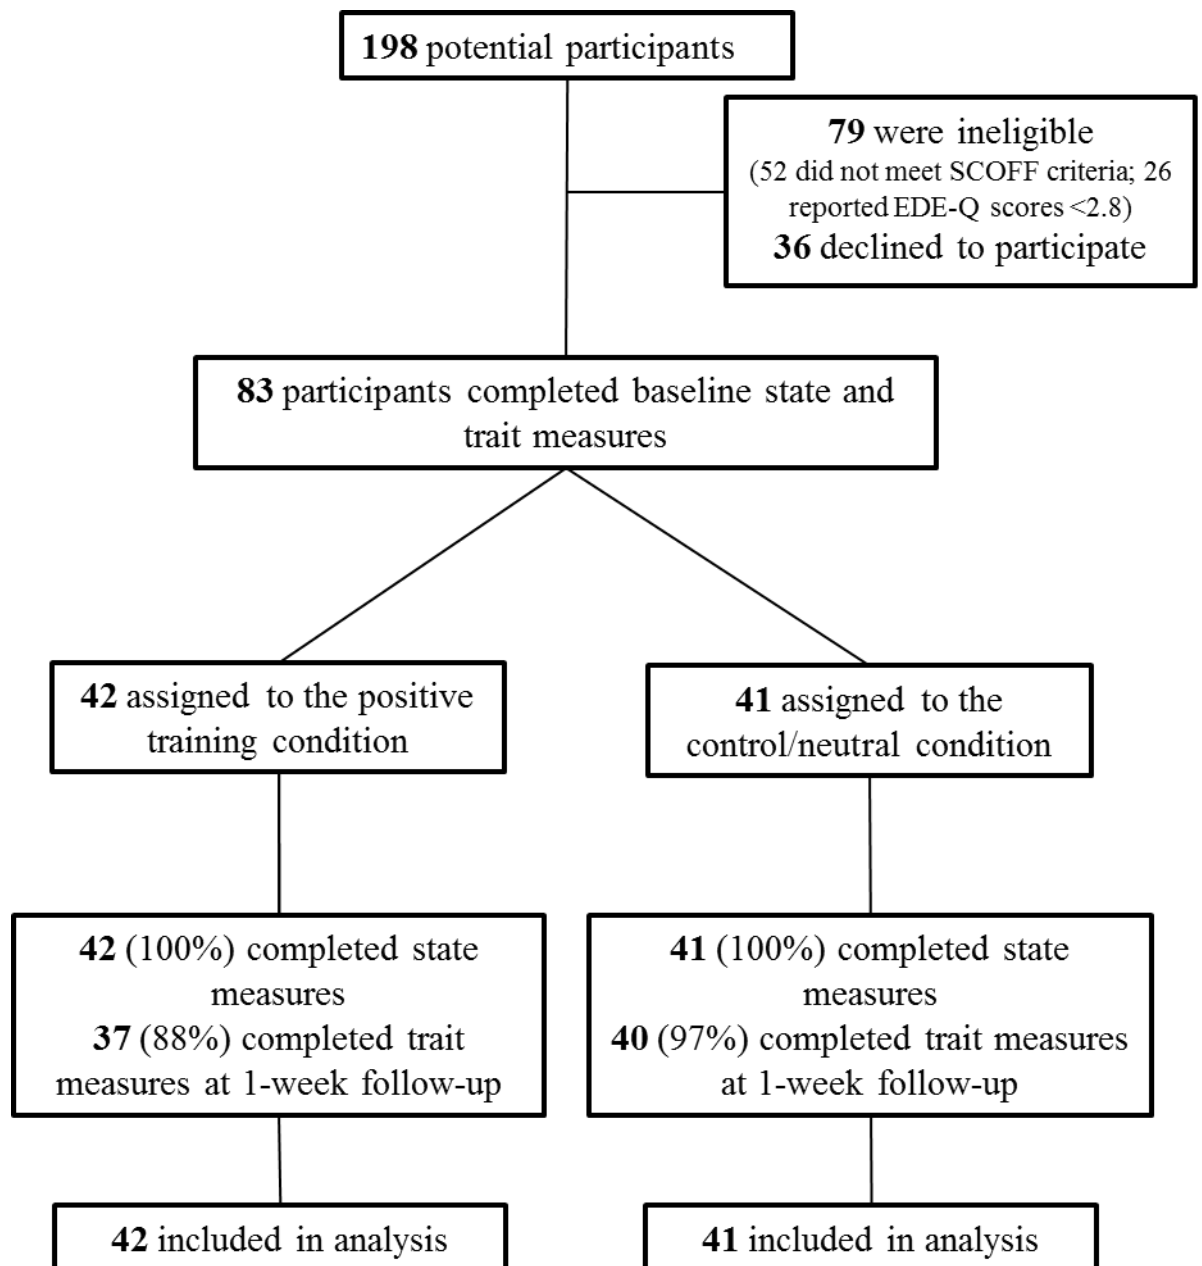 198 potential participants
79 were ineligible
(52 did not meet SCOFF criteria; 26
reported EDE-Q scores <2.8)
36 declined to participate
83 participants completed baseline state and
trait measures
42 assigned to the positive
training condition
41 assigned to the
control/neutral condition
42 (100%) completed state
measures
37 (88%) completed trait
measures at 1-week follow-up
41 (100%) completed state
measures
40 (97%) completed trait measures
at 1-week follow-up
42 included in analysis
41 included in analysis